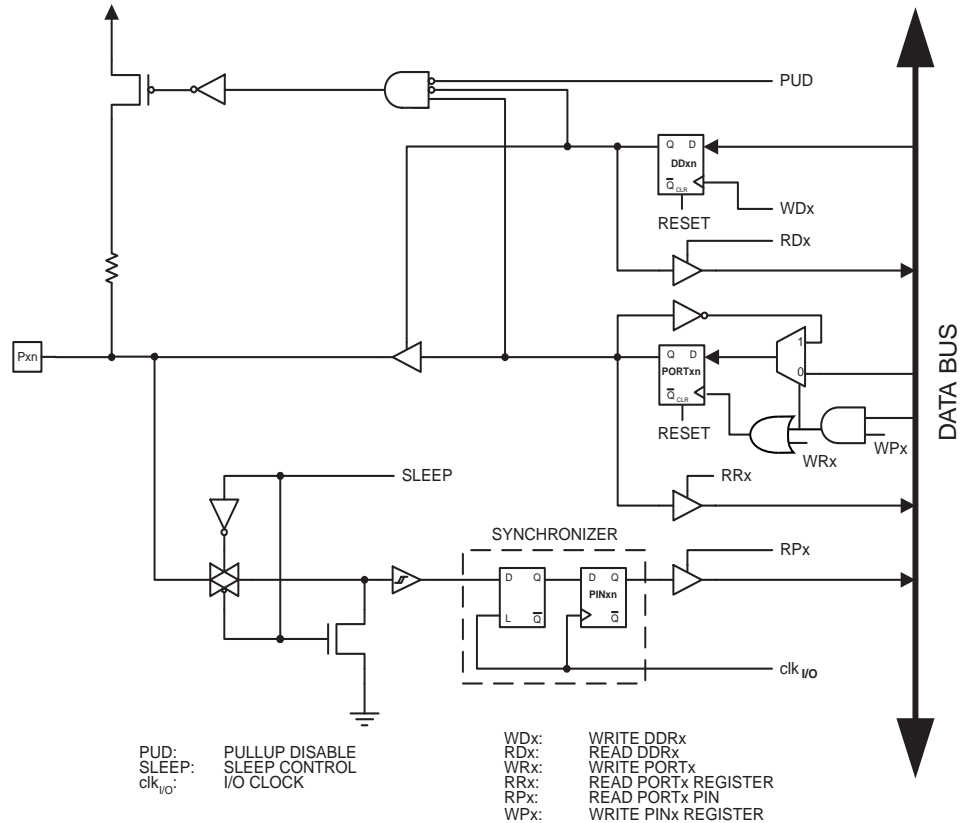 PUD
Q D
DDxn
Q CLR
WDx
RESET
RDx
1
Pxn
Q D
PORTxn
0
Q CLR
RESET
WRx
WPx
DATA BUS
SLEEP
RRx
SYNCHRONIZER
RPx
D Q
L Q
D Q
PINxn
Q
clk I/O
PUD: PULLUP DISABLE
SLEEP: SLEEP CONTROL
clkI/O: I/O CLOCK
WDx: WRITE DDRx
RDx: READ DDRx
WRx: WRITE PORTx
RRx: READ PORTx REGISTER
RPx: READ PORTx PIN
WPx: WRITE PINx REGISTER